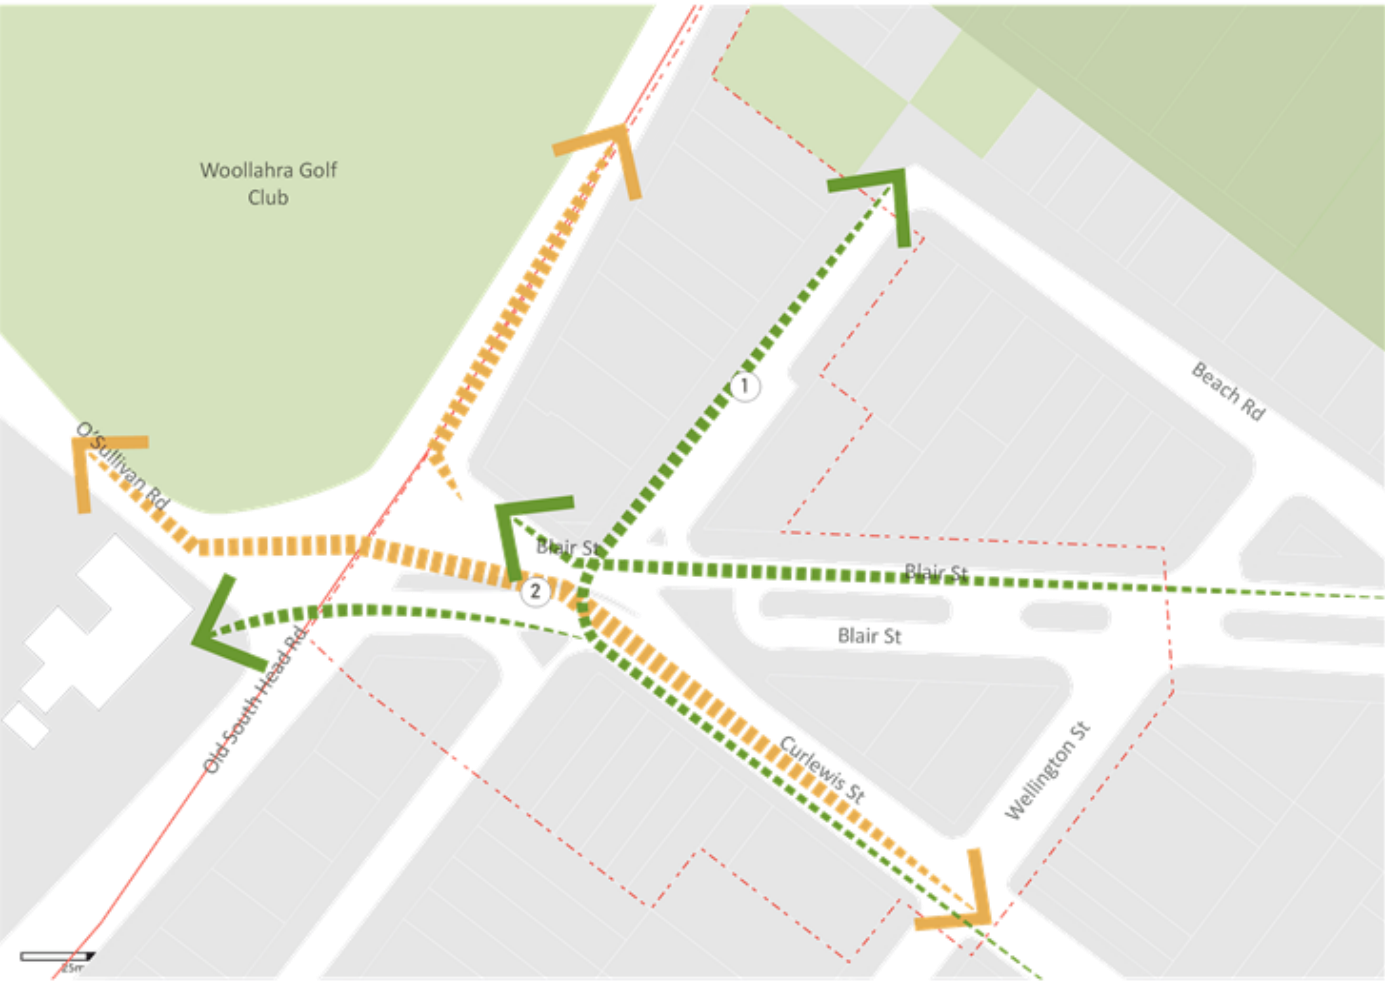 Woollahra Golf
Club
1
Beach Rd
O'Sullivan Rd
Blair St
Blair St
2
Blair St
Old South Head Rd
Curlewis St
Wellington St
25m